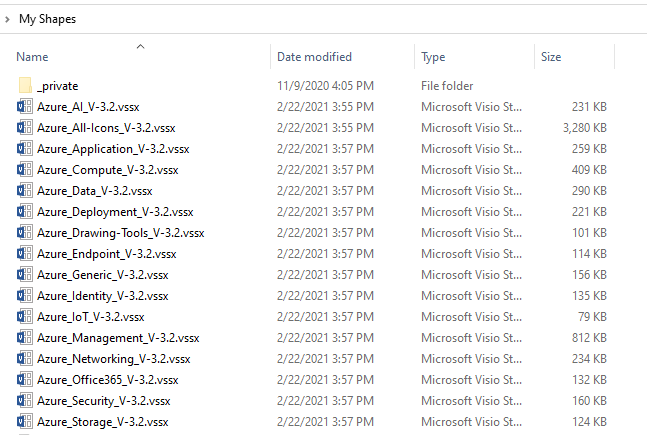 My Shapes
Name Date modified Type Size
_private 11/9/2020 4:05 PM File folder
Azure_AI_V-3.2.vssx 2/22/2021 3:55 PM Microsoft Visio St... 231 KB
Azure_All-Icons_V-3.2.vssx 2/22/2021 3:55 PM Microsoft Visio St... 3,280 KB
Azure_Application_V-3.2.vssx 2/22/2021 3:57 PM Microsoft Visio St... 259 KB
Azure_Compute_V-3.2.vssx 2/22/2021 3:57 PM Microsoft Visio St... 409 KB
Azure_Data_V-3.2.vssx 2/22/2021 3:57 PM Microsoft Visio St... 290 KB
Azure_Deployment_V-3.2.vssx 2/22/2021 3:57 PM Microsoft Visio St... 221 KB
Azure_Drawing-Tools_V-3.2.vssx 2/22/2021 3:57 PM Microsoft Visio St... 101 KB
Azure_Endpoint_V-3.2.vssx 2/22/2021 3:57 PM Microsoft Visio St... 114 KB
Azure_Generic_V-3.2.vssx 2/22/2021 3:57 PM Microsoft Visio St... 156 KB
Azure_Identity_V-3.2.vssx 2/22/2021 3:57 PM Microsoft Visio St... 135 KB
Azure_IoT_V-3.2.vssx 2/22/2021 3:57 PM Microsoft Visio St... 79 KB
Azure_Management_V-3.2.vssx 2/22/2021 3:57 PM Microsoft Visio St... 812 KB
Azure_Networking_V-3.2.vssx 2/22/2021 3:57 PM Microsoft Visio St... 234 KB
Azure_Office365_V-3.2.vssx 2/22/2021 3:57 PM Microsoft Visio St... 132 KB
Azure_Security_V-3.2.vssx 2/22/2021 3:57 PM Microsoft Visio St... 160 KB
Azure_Storage_V-3.2.vssx 2/22/2021 3:57 PM Microsoft Visio St... 124 KB